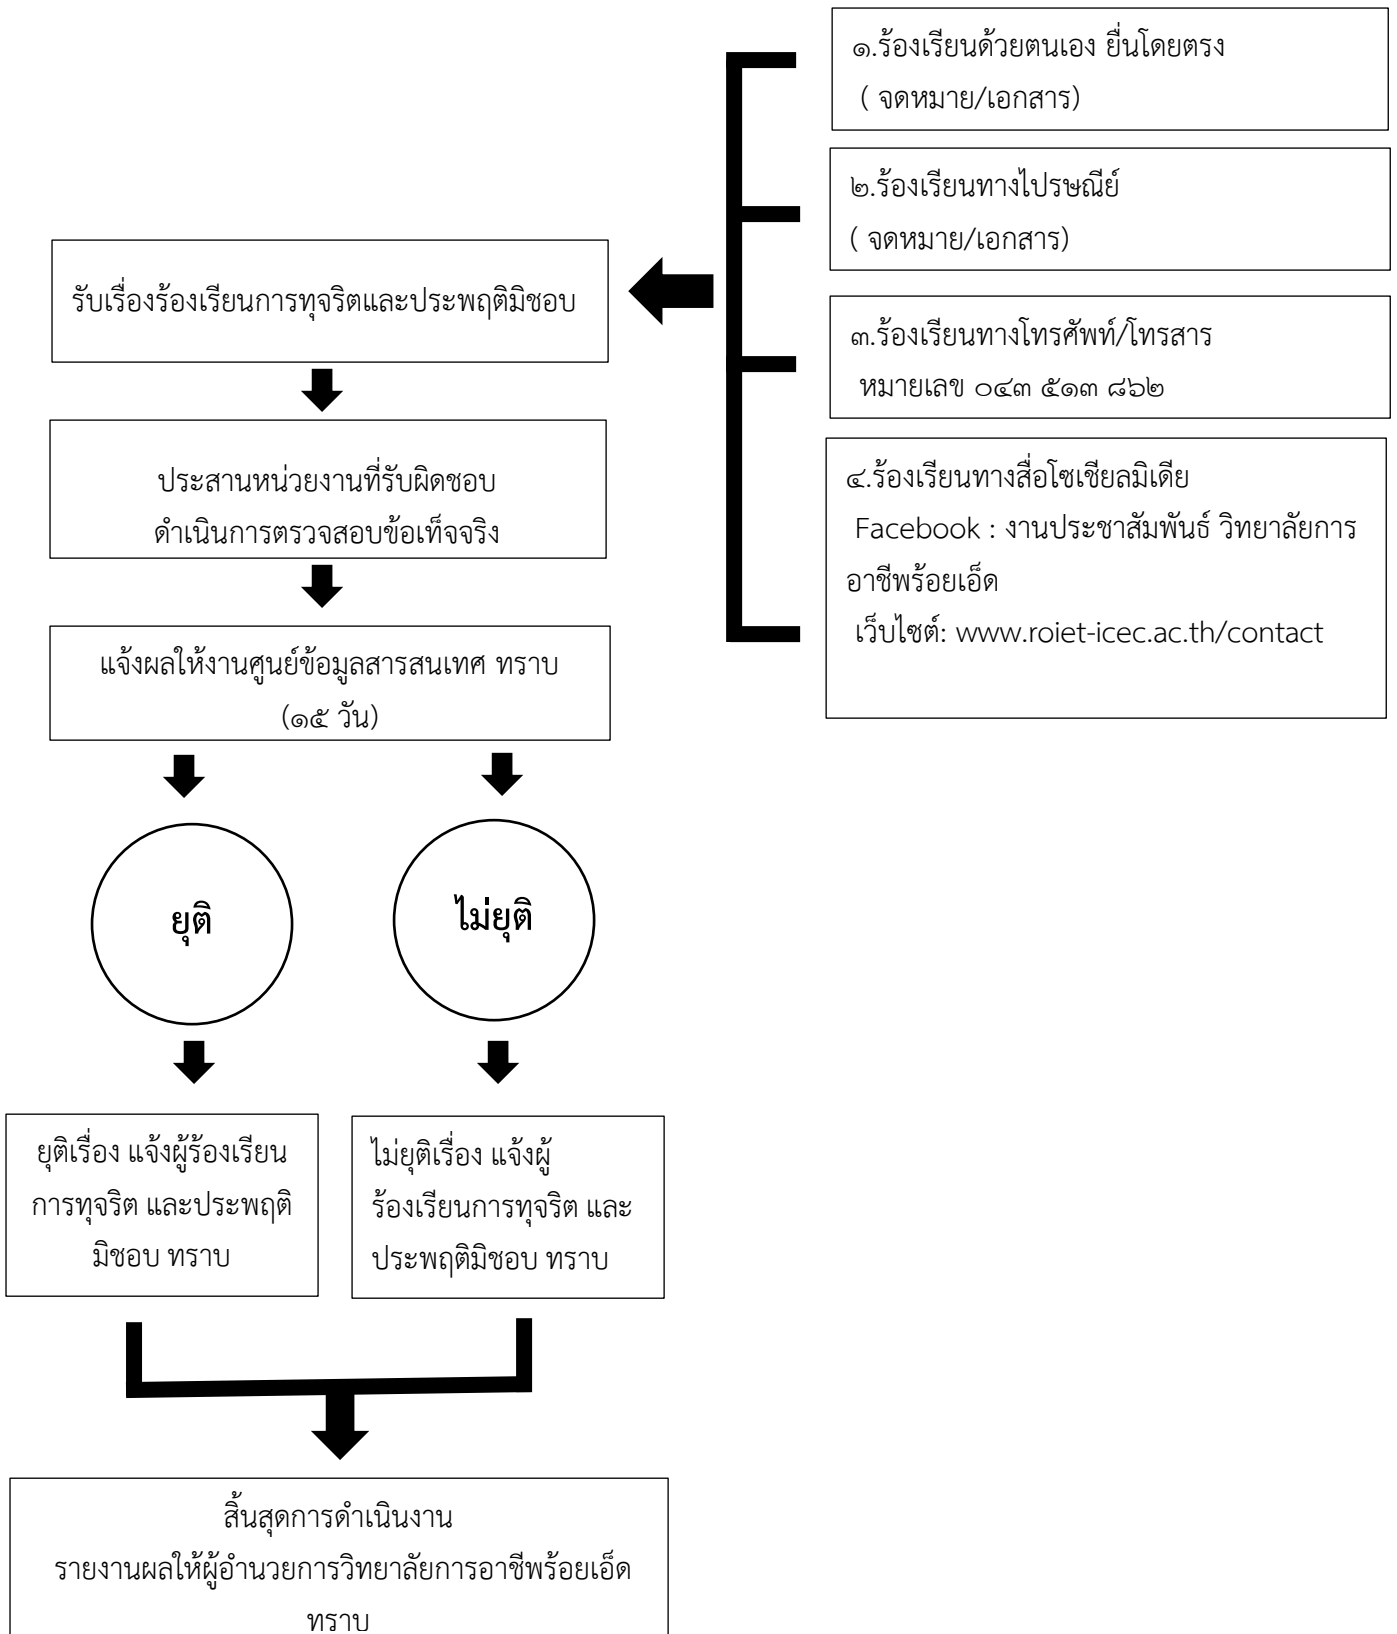 ๑.ร้องเรียนด้วยตนเอง ยื่นโดยตรง
( จดหมาย/เอกสาร)
๒.ร้องเรียนทางไปรษณีย์
( จดหมาย/เอกสาร)
๓.ร้องเรียนทางโทรศัพท์/โทรสาร
หมายเลข ๐๔๓ ๕๑๓ ๘๖๒
๔.ร้องเรียนทางสื่อโซเชียลมิเดีย
Facebook : งานประชาสัมพันธ์ วิทยาลัยการ
อาชีพร้อยเอ็ด
เว็บไซต์: www.roiet-icec.ac.th/contact
รับเรื่องร้องเรียนการทุจริตและประพฤติมิชอบ
ประสานหน่วยงานที่รับผิดชอบ
ดำเนินการตรวจสอบข้อเท็จจริง
แจ้งผลให้งานศูนย์ข้อมูลสารสนเทศ ทราบ
(๑๕ วัน)
ยุติ
ไม่ยุติ
ยุติเรื่อง แจ้งผู้ร้องเรียน
การทุจริต และประพฤติ
มิชอบ ทราบ
ไม่ยุติเรื่อง แจ้งผู้
ร้องเรียนการทุจริต และ
ประพฤติมิชอบ ทราบ
สิ้นสุดการดำเนินงาน
รายงานผลให้ผู้อำนวยการวิทยาลัยการอาชีพร้อยเอ็ด
ทราบ